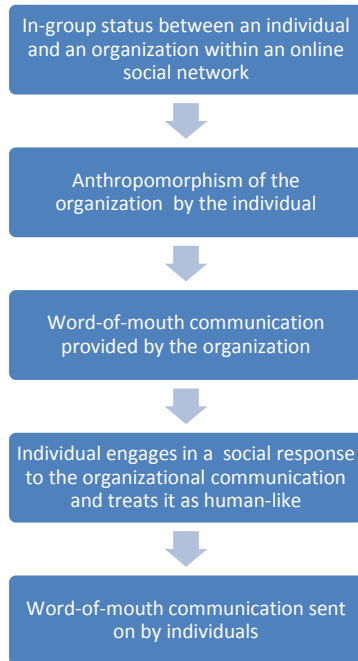 In-group status between an individual
and an organization within an online
social network
Anthropomorphism of the
organization by the individual
Word-of-mouth communication
provided by the organization
Individual engages in a social response
to the organizational communication
and treats it as human-like
Word-of-mouth communication sent
on by individuals